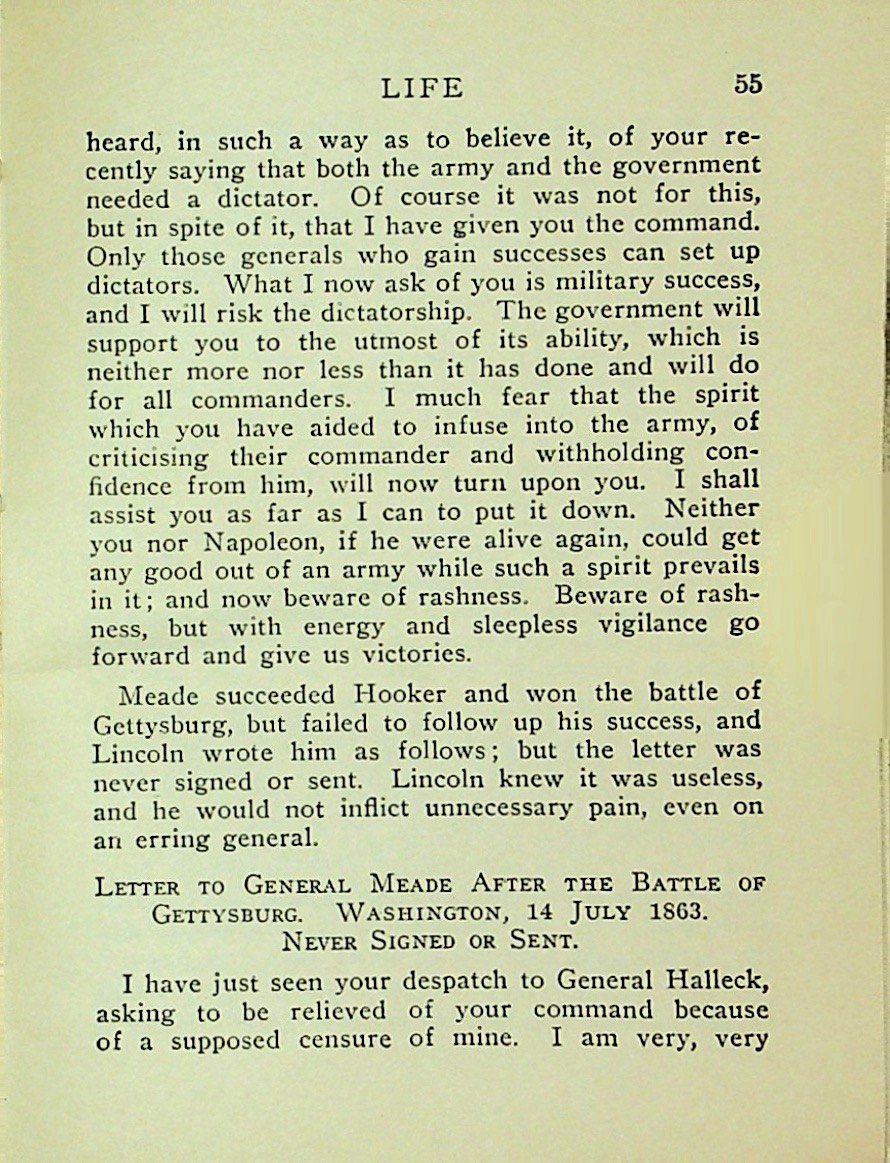 LIFE 55
heard, in such a way as to believe it, of your re-
cently saying that both the army and the government
needed a dictator. Of course it was not for this,
but in spite of it, that I have given you the command.
Only those generals who gain successes can set up
dictators. What I now ask of you is military success,
and I will risk the dictatorship. The government will
support you to the utmost of its ability, which is
neither more nor less than it has done and will do
for all commanders. I much fear that the spirit
which you have aided to infuse into the army, of
criticising their commander and withholding con-
fidence from him, will now turn upon you. I shall
assist you as far as I can to put it down. Neither
you nor Napoleon, if he were alive again, could get
any good out of an army while such a spirit prevails
in it; and now beware of rashness. Beware of rash-
ness, but with energy and sleepless vigilance go
forward and give us victories.
Meade succeeded Hooker and won the battle of
Gettysburg, but failed to follow up his success, and
Lincoln wrote him as follows; but the letter was
never signed or sent. Lincoln knew it was useless,
and he would not inflict unnecessary pain, even on
an erring general.
Letter to General Meade After the Battle of
Gettysburg. Washington, 14 July 1863.
Never Signed or Sent.
I have just seen your despatch to General Halleck,
asking to be relieved of your command because
of a supposed censure of mine. I am very, very